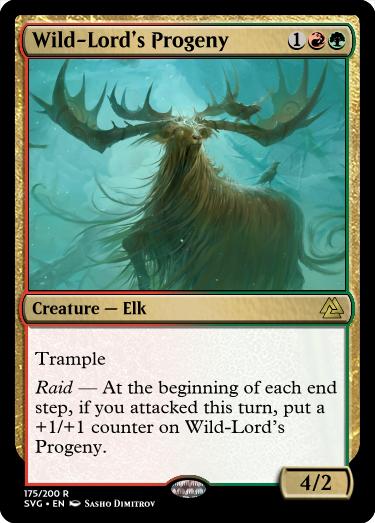 Wild-Lord's Progeny 1
Creature — Elk
Trample
Raid — At the beginning of each end
step, if you attacked this turn, put a
+1/+1 counter on Wild-Lord's
Progeny.
4/2
175/200 R
SVG • EN Sasho Dimitrov